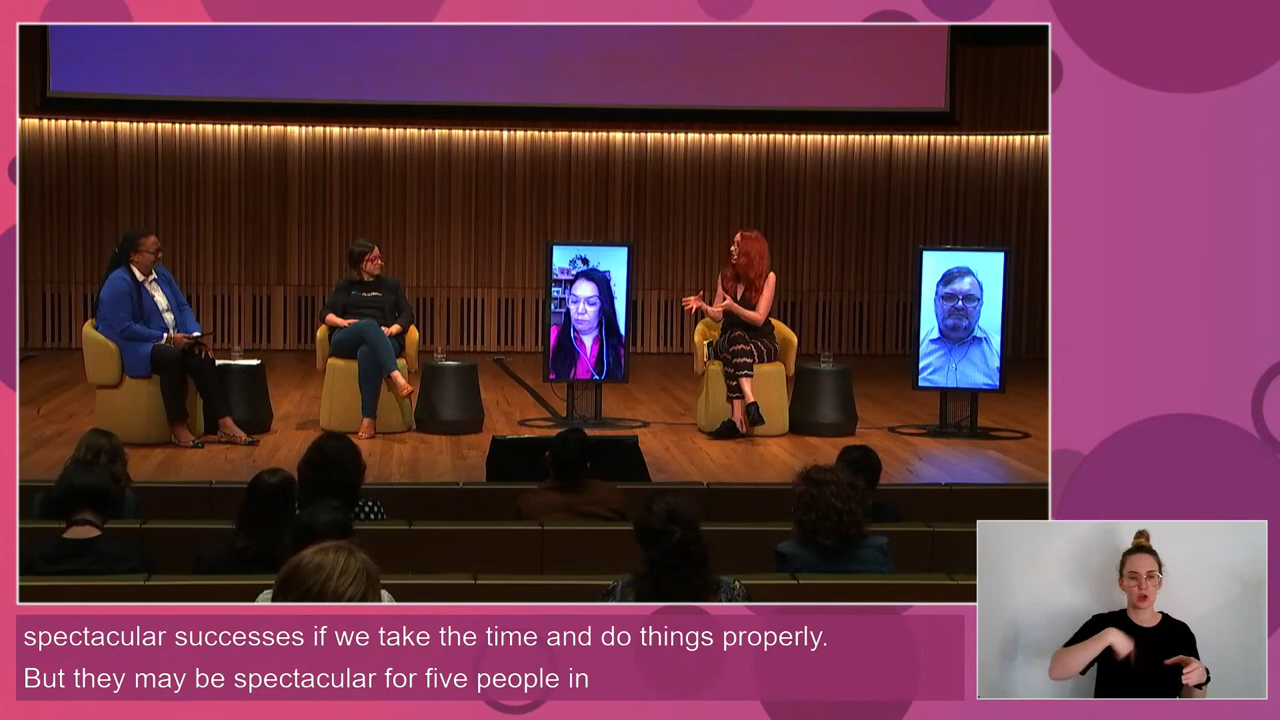 spectacular successes if we take the time and do things properly.
But they may be spectacular for five people in